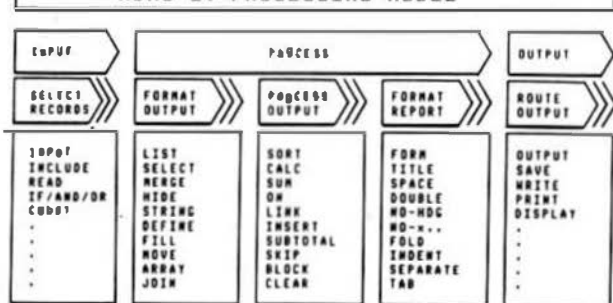 INPUT
PROCESS
OUTPUT
SELECT RECORDS
FORMAT OUTPUT
PROCESS OUTPUT
FORMAT REPORT
ROUTE OUTPUT
INPUT
INCLUDE
READ
IF/AND/OR
.
.
.
.
.
LIST
SELECT
MERGE
HIDE
STRING
DEFINE
FILL
MOVE
ARRAY
JOIN
SORT
CALC
SUM
ON
LINK
INSERT
SUBTOTAL
SKIP
BLOCK
CLEAR
FORM
TITLE
SPACE
DOUBLE
NO-HDG
NO-x..
FOLD
INDENT
SEPARATE
TAB
OUTPUT
SAVE
WRITE
PRINT
DISPLAY
.
.
.
.
.